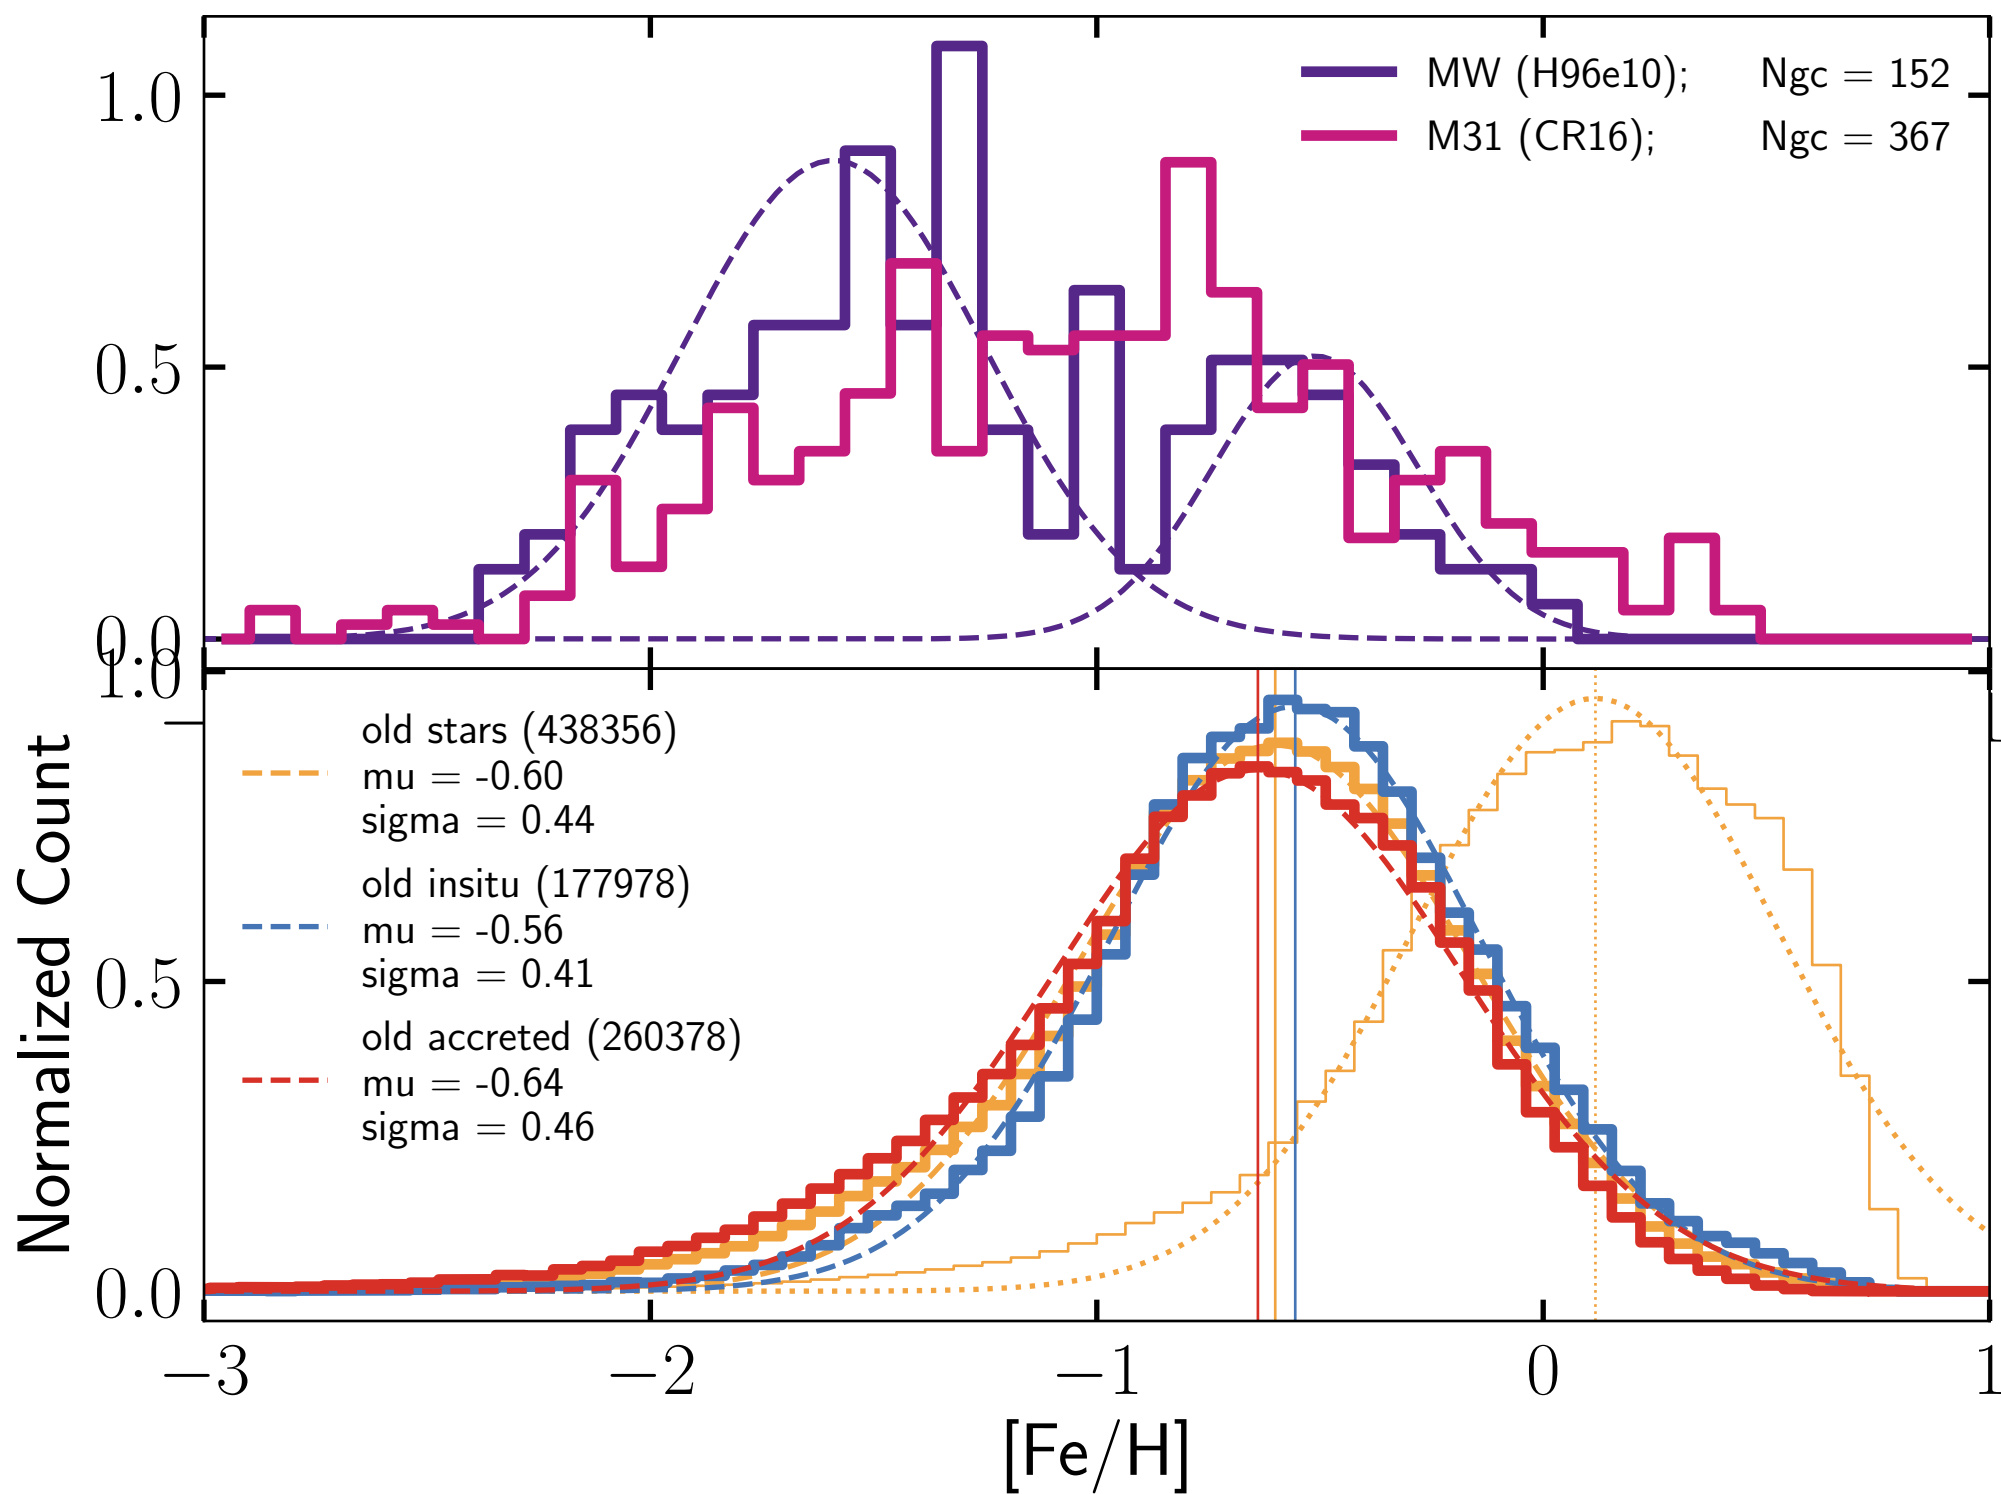 MW (H96e10); Ngc = 152
M31 (CR16); Ngc = 367
1.0
0.5
0.0
1.0
0.5
0.0
Normalized Count
old stars (438356)
mu = -0.60
sigma = 0.44
old insitu (177978)
mu = -0.56
sigma = 0.41
old accreted (260378)
mu = -0.64
sigma = 0.46
−3 −2 −1 0 1
[Fe/H]